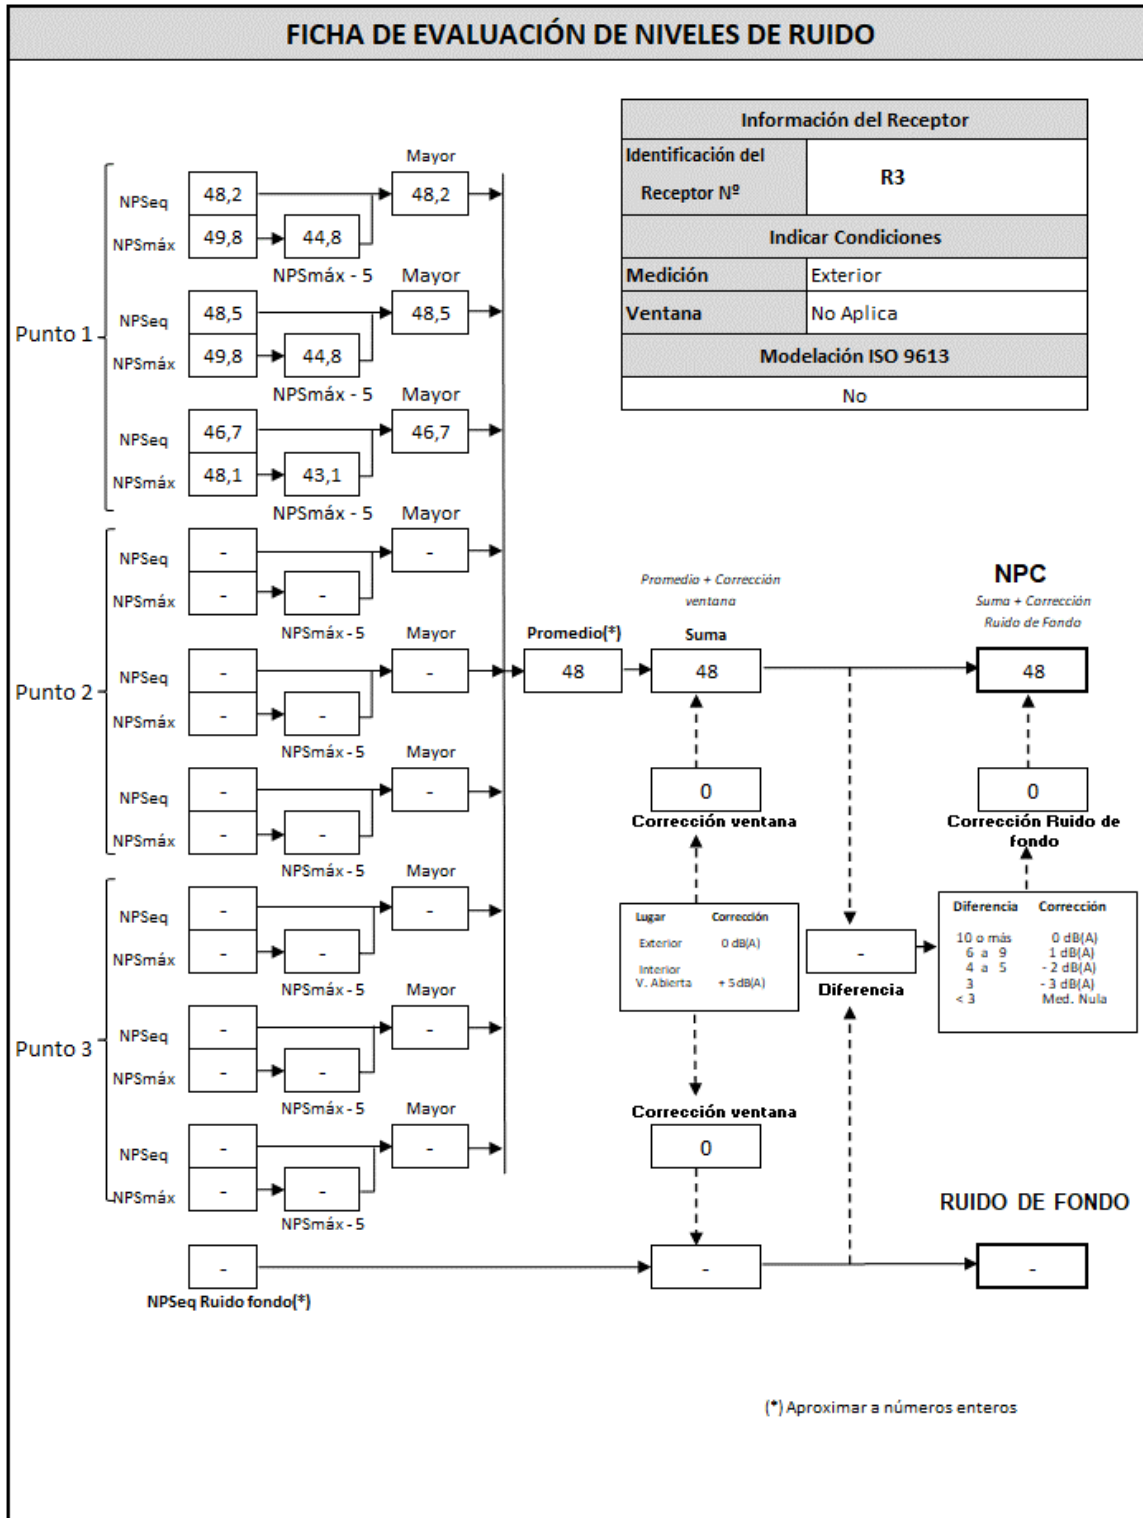 FICHA DE EVALUACIÓN DE NIVELES DE RUIDO
Información del Receptor
Identificación del
Receptor Nº
R3
Indicar Condiciones
Medición
Exterior
Ventana
No Aplica
Modelación ISO 9613
No
Punto 1
Mayor
NPSeq
48,2
48,2
NPSmáx
49,8
44,8
NPSmáx - 5
Mayor
NPSeq
48,5
48,5
NPSmáx
49,8
44,8
NPSmáx - 5
Mayor
NPSeq
46,7
46,7
NPSmáx
48,1
43,1
NPSmáx - 5
Mayor
Punto 2
NPSeq
-
-
NPSmáx
-
-
NPSmáx - 5
Mayor
NPSeq
-
-
NPSmáx
-
-
NPSmáx - 5
Mayor
NPSeq
-
-
NPSmáx
-
-
NPSmáx - 5
Mayor
Punto 3
NPSeq
-
-
NPSmáx
-
-
NPSmáx - 5
Mayor
NPSeq
-
-
NPSmáx
-
-
NPSmáx - 5
Mayor
NPSeq
-
-
NPSmáx
-
-
NPSmáx - 5
-
NPSeq Ruido fondo(*)
Promedio(*)
48
Promedio + Corrección
ventana
Suma
48
0
Corrección ventana
Lugar Corrección
Exterior 0 dB(A)
Interior
V. Abierta + 5 dB(A)
Corrección ventana
0
-
-
Diferencia
NPC
Suma + Corrección
Ruido de Fondo
48
0
Corrección Ruido de
fondo
Diferencia Corrección
10 o más 0 dB(A)
6 a 9 1 dB(A)
4 a 5 - 2 dB(A)
3 - 3 dB(A)
< 3 Med. Nula
RUIDO DE FONDO
-
(*) Aproximar a números enteros